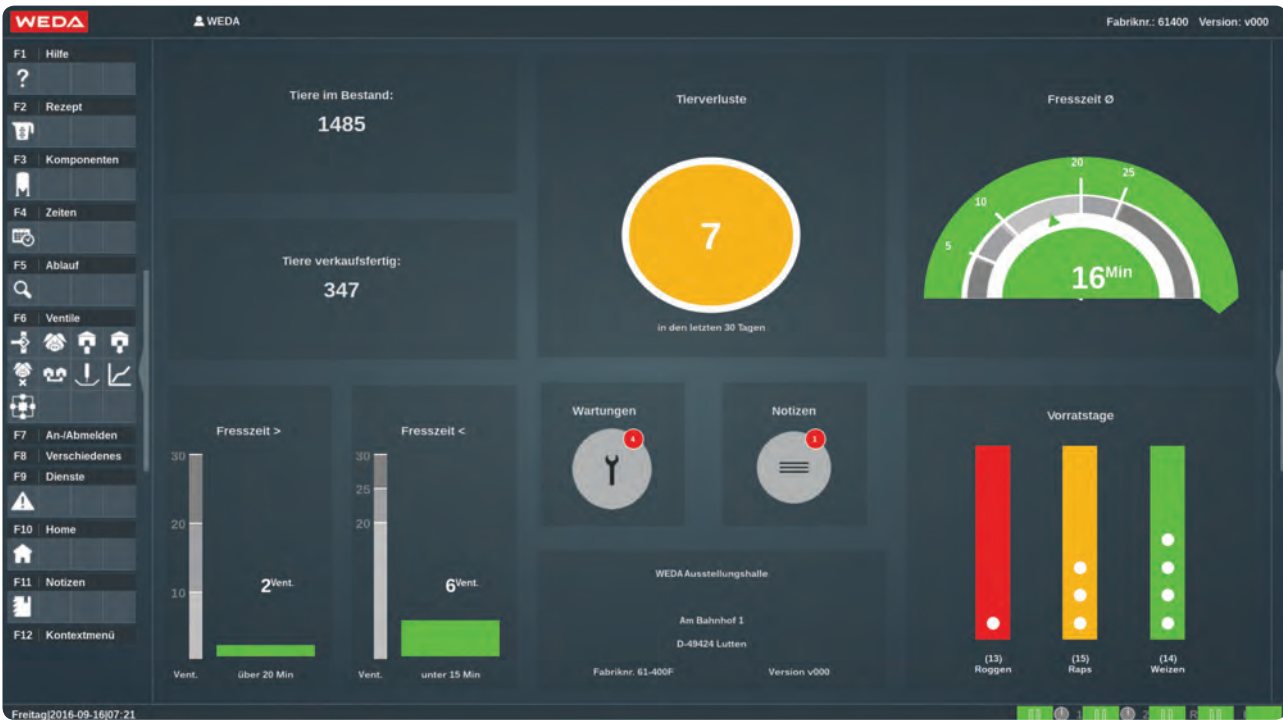 WEDA
WEDA
Fabriknr.: 61400 Version: v000
F1 Hilfe
F2 Rezept
F3 Komponenten
F4 Zeiten
F5 Ablauf
F6 Ventile
F7 An-/Abmelden
F8 Verschiedenes
F9 Dienste
F10 Home
F11 Notizen
F12 Kontextmenü
Tiere im Bestand:
1485
Tiere verkaufsfertig:
347
Tierverluste
7
in den letzten 30 Tagen
Fresszeit Ø
5
10
20
25
16Min
Fresszeit >
30
20
10
2Vent.
Vent.
über 20 Min
Fresszeit <
30
25
20
6Vent.
Vent.
unter 15 Min
Wartungen
4
Notizen
1
WEDA Ausstellungshalle
Am Bahnhof 1
D-49424 Lutten
Fabriknr. 61-400F
Version v000
Vorratstage
(13)
Roggen
(15)
Raps
(14)
Weizen
Freitag|2016-09-16|07:21
1
2
R